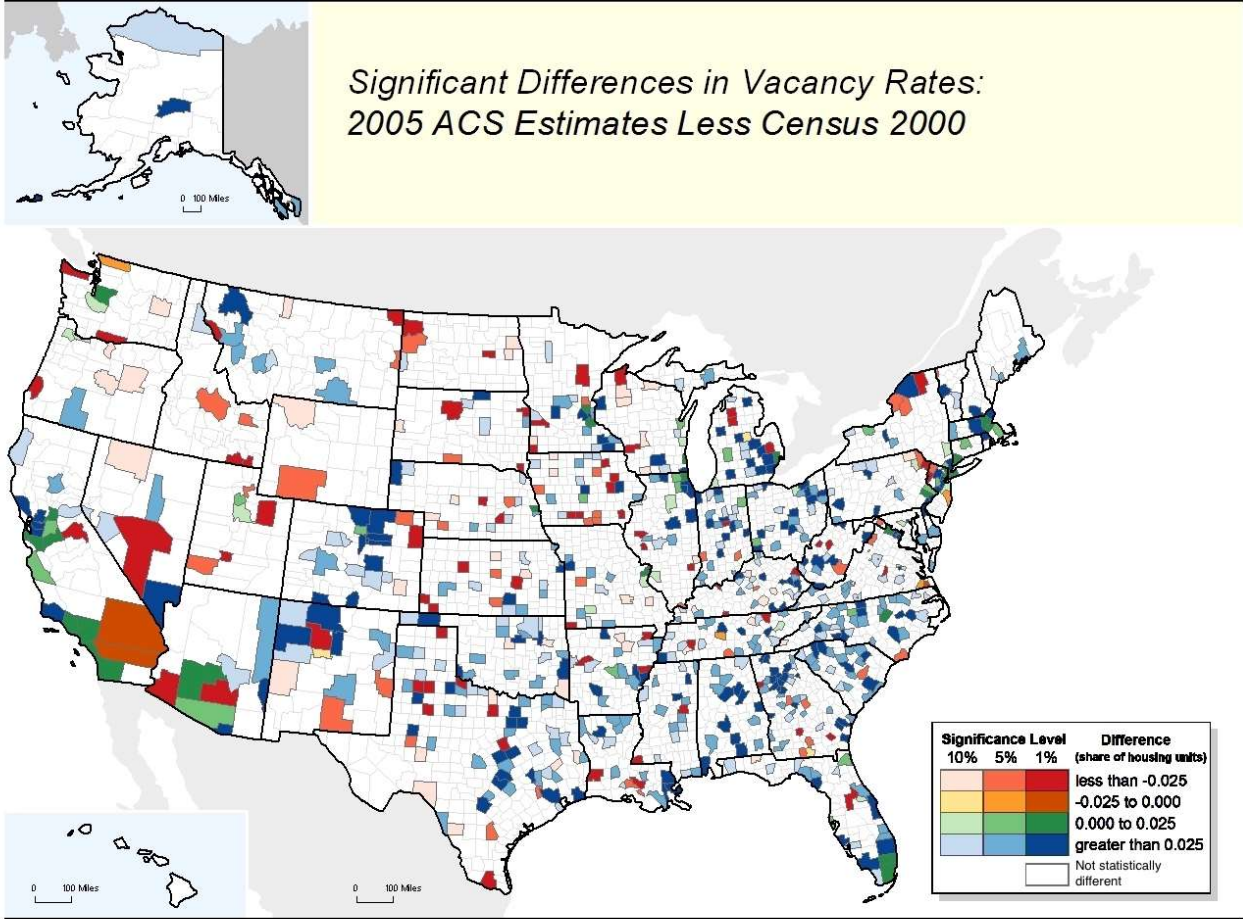 Significant Differences in Vacancy Rates:
2005 ACS Estimates Less Census 2000
0 100 Miles
0 100 Miles
0 100 Miles
Significance Level
10% 5% 1%
Difference
(share of housing units)
less than -0.025
-0.025 to 0.000
0.000 to 0.025
greater than 0.025
Not statistically
different